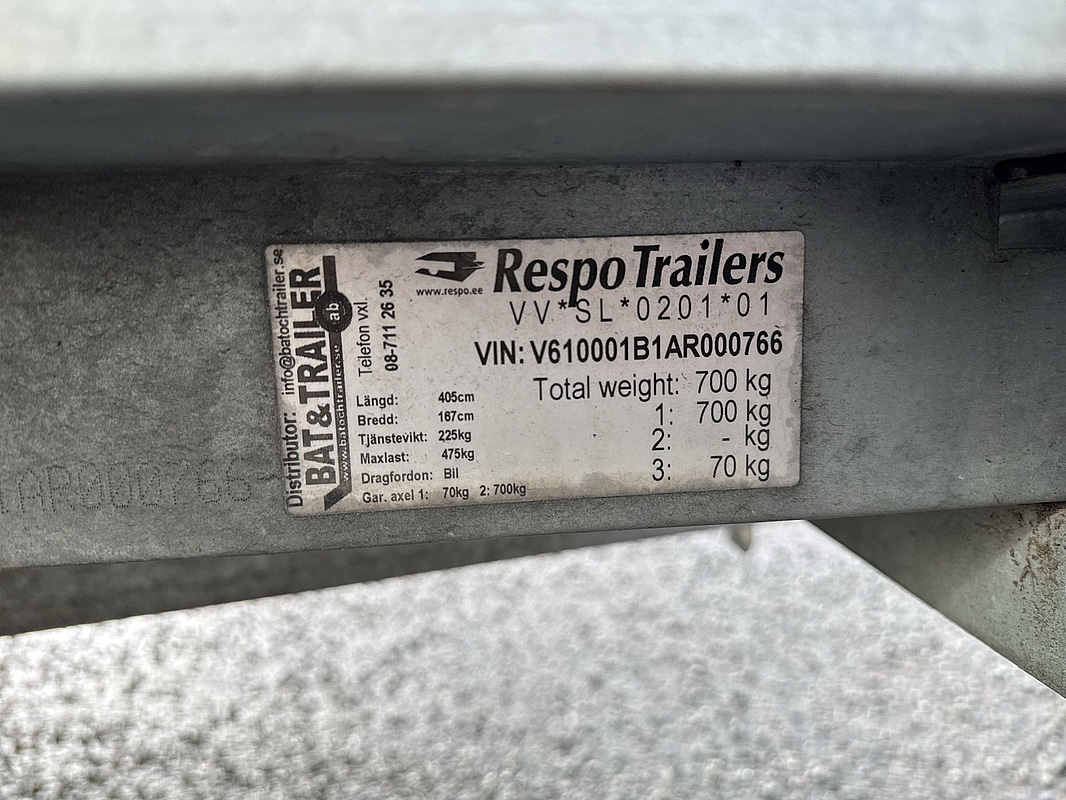 Distributor: info@batochtrailer.se
BAT & TRAILER ab
www.batochtrailer.se
Telefon vxl.
08-711 26 35
www.respo.ee
Respo Trailers
VV*SL*0201*01
VIN: V610001B1AR000766
Total weight: 700 kg
1: 700 kg
2: - kg
3: 70 kg
Längd: 405cm
Bredd: 167cm
Tjänstevikt: 225kg
Maxlast: 475kg
Dragfordon: Bil
Gar. axel 1: 70kg 2: 700kg
1AR000766